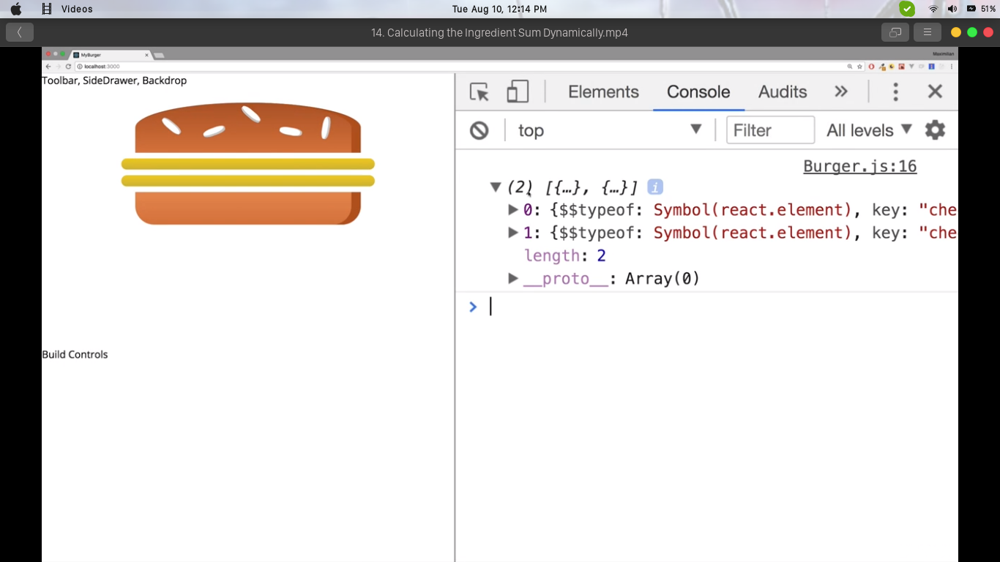 Videos
Tue Aug 10, 12:14 PM
51%
14. Calculating the Ingredient Sum Dynamically.mp4
MyBurger
Maximilian
localhost:3000
Toolbar, SideDrawer, Backdrop
Build Controls
Elements Console Audits »
top Filter All levels
Burger.js:16
(2) [{…}, {…}] i
0: {$$typeof: Symbol(react.element), key: "che
1: {$$typeof: Symbol(react.element), key: "che
length: 2
__proto__: Array(0)